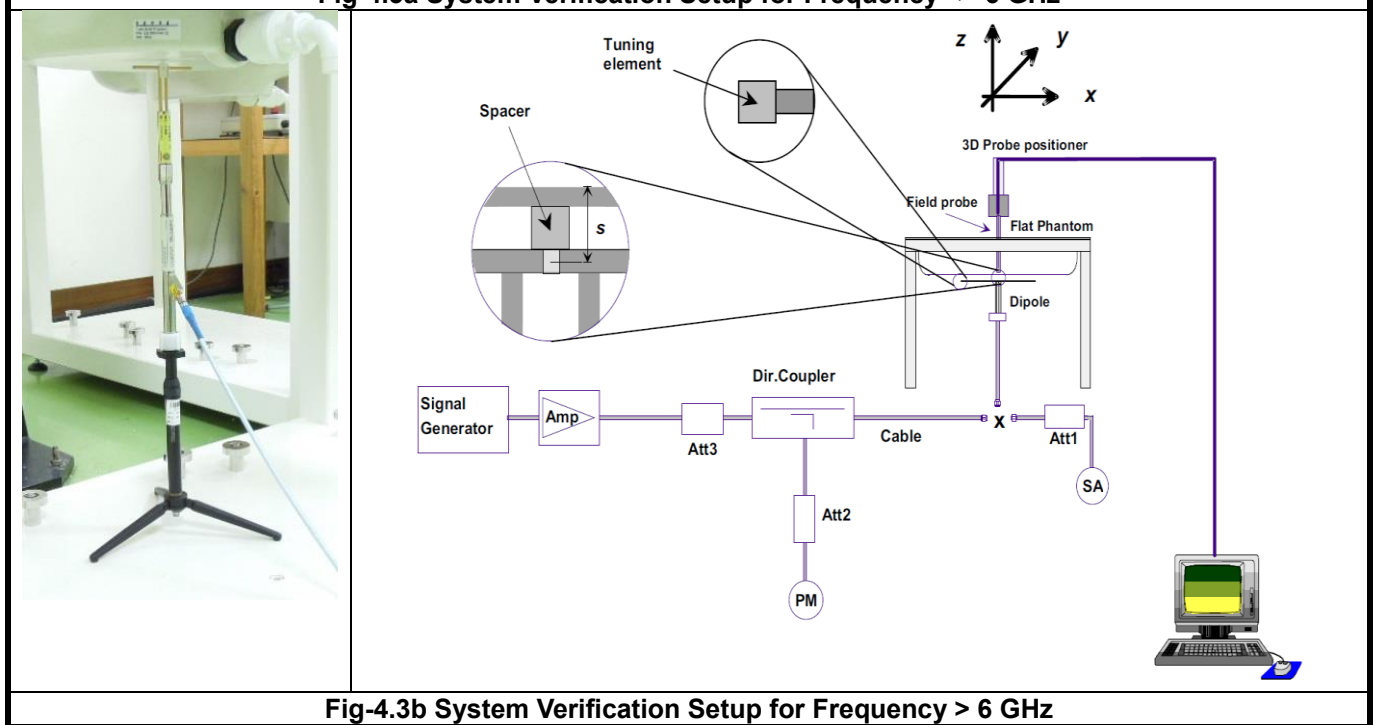 Fig-4.3a System Verification Setup for Frequency > 6 GHz
Tuning
element
Spacer
s
z
y
x
3D Probe positioner
Field probe
Flat Phantom
Dipole
Signal
Generator
Amp
Att3
Dir.Coupler
Cable
X
Att1
SA
Att2
PM
Fig-4.3b System Verification Setup for Frequency > 6 GHz